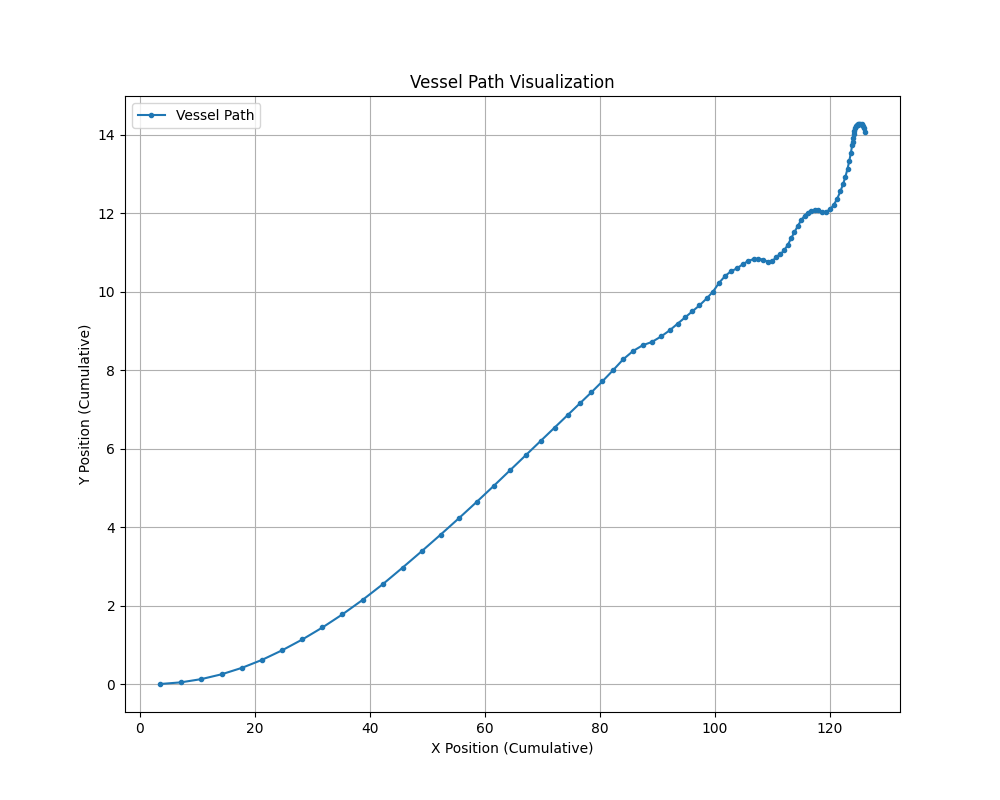 Vessel Path Visualization
Vessel Path
Y Position (Cumulative)
14
12
10
8
6
4
2
0
0 20 40 60 80 100 120
X Position (Cumulative)